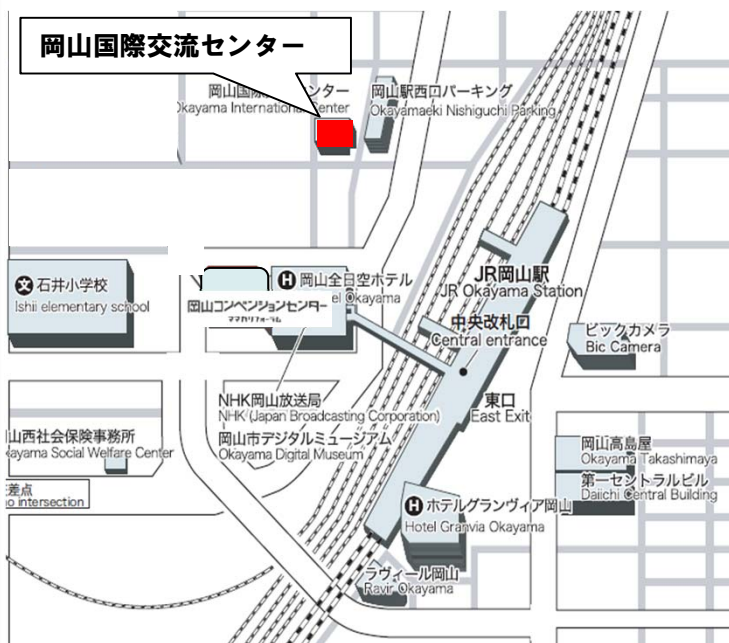 岡山国際交流センター
岡山国際
ンター
Okayama International
enter
岡山駅西口パーキング
Okayamaeki Nishiguchi Parking
石井小学校
Ishii elementary school
岡山全日空ホテル
el Okayama
岡山コンベンションセンター
ママカリフォーラム
JR岡山駅
JR Okayama Station
中央改札口
Central entrance
ビックカメラ
Bic Camera
NHK岡山放送局
NHK (Japan Broadcasting Corporation)
岡山市デジタルミュージアム
Okayama Digital Museum
東口
East Exit
山西社会保険事務所
ayama Social Welfare Center
差点
o intersection
岡山高島屋
Okayama Takashimaya
第一セントラルビル
Daiichi Central Building
ホテルグランヴィア岡山
Hotel Granvia Okayama
ラヴィール岡山
Ravir Okayama